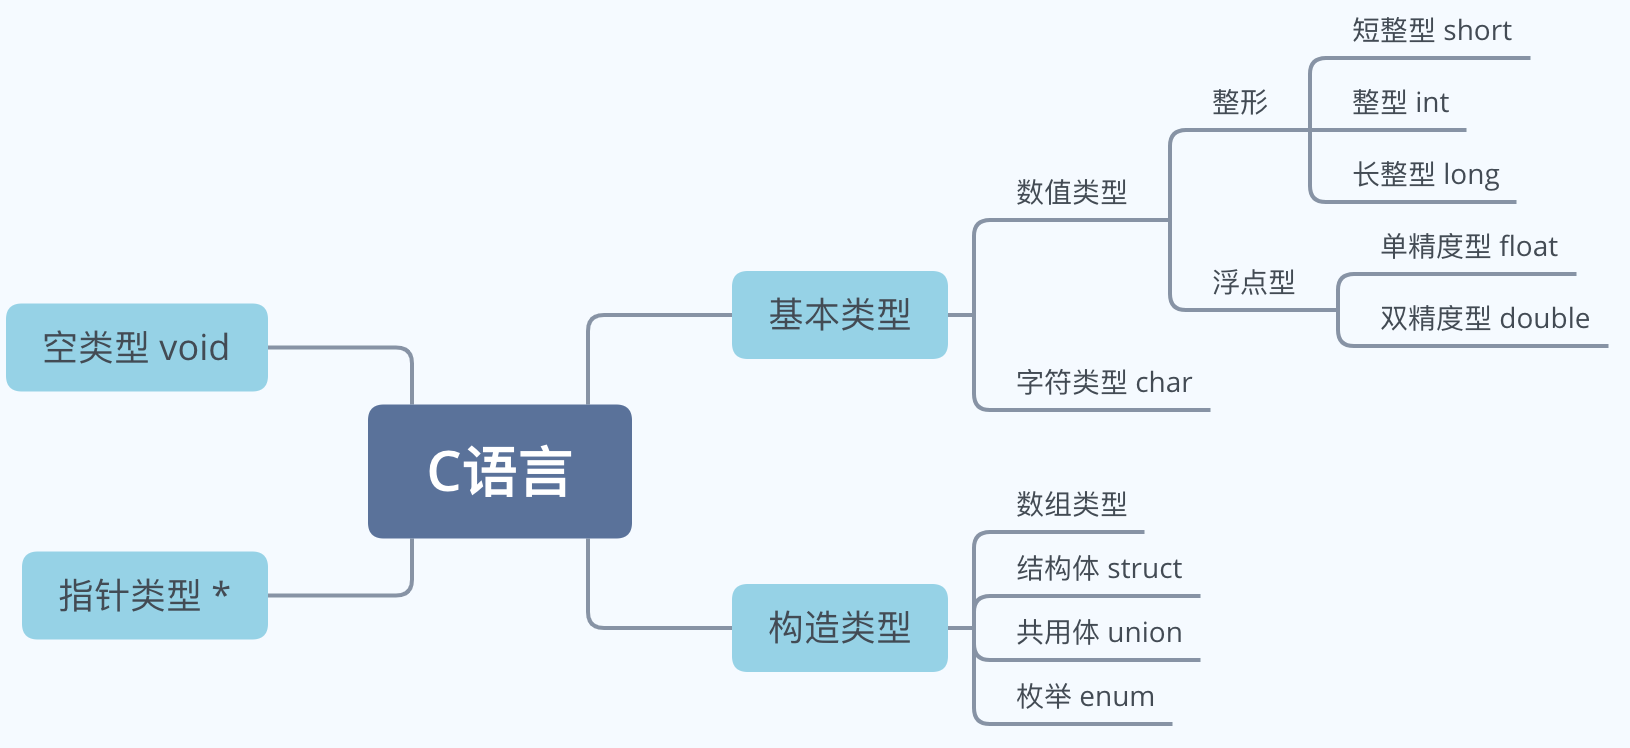 C语言
基本类型
数值类型
整形
短整型 short
整型 int
长整型 long
浮点型
单精度型 float
双精度型 double
字符类型 char
构造类型
数组类型
结构体 struct
共用体 union
枚举 enum
空类型 void
指针类型 *